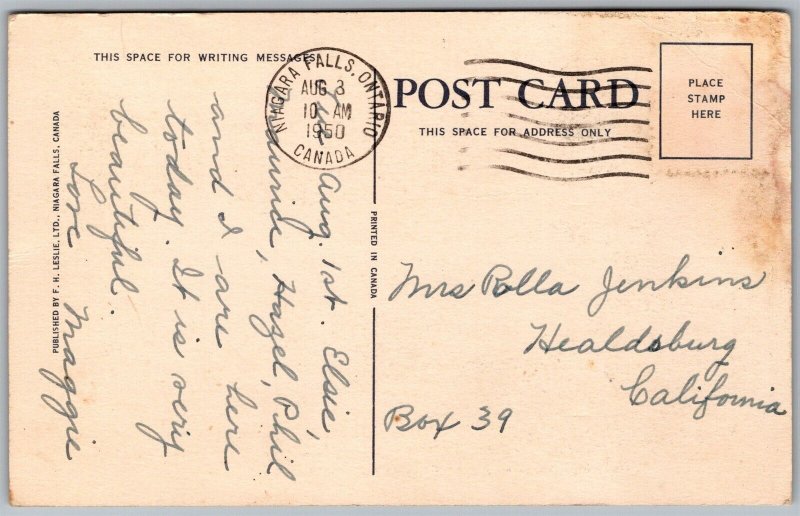 THIS SPACE FOR WRITING MESSAGES
NIAGARA FALLS, ONTARIO
AUG 3
10 AM
1950
CANADA
POST CARD
THIS SPACE FOR ADDRESS ONLY
PLACE
STAMP
HERE
Aug. 1st. Elsie,
Hazel, Phil
and I are here
today. It is very
beautiful.
Love Maggie
PUBLISHED BY F. H. LESLIE, LTD., NIAGARA FALLS, CANADA
PRINTED IN CANADA
Mrs Rolla Jenkins
Healdsburg
California
Box 39